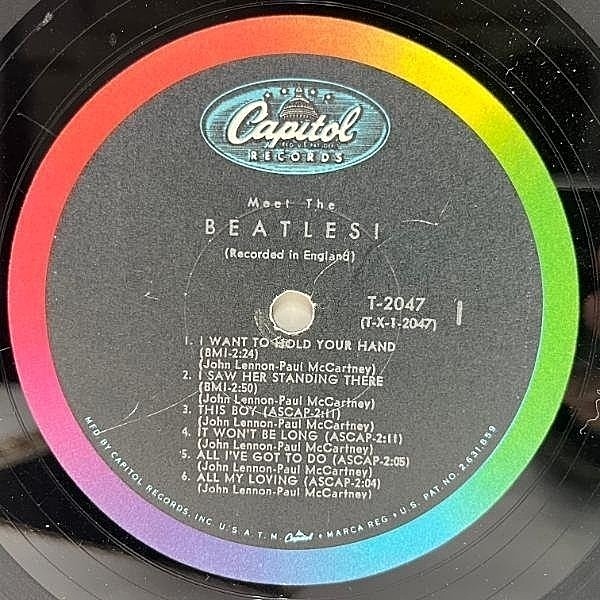 Capitol
REG. U.S. PAT. OFF.
RECORDS
Meet The
BEATLES!
(Recorded in England)
T-2047
(T-X-1-2047)
1
1. I WANT TO HOLD YOUR HAND
(BMI-2:24)
(John Lennon-Paul McCartney)
2. I SAW HER STANDING THERE
(BMI-2:50)
(John Lennon-Paul McCartney)
3. THIS BOY (ASCAP-2:11)
(John Lennon-Paul McCartney)
4. IT WON'T BE LONG (ASCAP-2:11)
(John Lennon-Paul McCartney)
5. ALL I'VE GOT TO DO (ASCAP-2:05)
(John Lennon-Paul McCartney)
6. ALL MY LOVING (ASCAP-2:04)
(John Lennon-Paul McCartney)
MFD BY CAPITOL RECORDS, INC. U.S.A. T.M. Capitol • MARCA REG • U.S. PAT. NO. 2,631,859